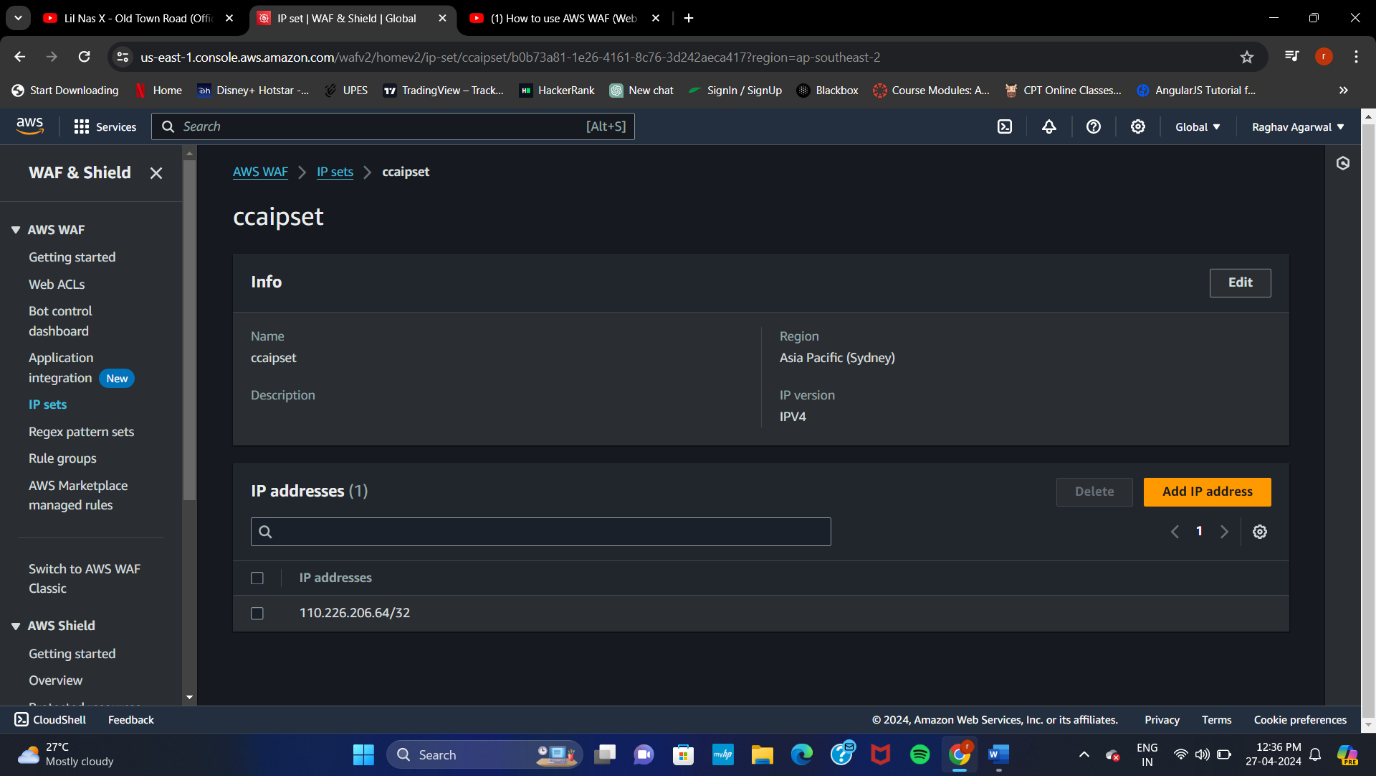 Lil Nas X - Old Town Road (Offic
IP set | WAF & Shield | Global
(1) How to use AWS WAF (Web
us-east-1.console.aws.amazon.com/wafv2/homev2/ip-set/ccaipset/b0b73a81-1e26-4161-8c76-3d242aeca417?region=ap-southeast-2
r
Start Downloading
Home
Disney+ Hotstar -...
UPES
TradingView – Track...
HackerRank
New chat
SignIn / SignUp
Blackbox
Course Modules: A...
CPT Online Classes...
AngularJS Tutorial f...
aws
Services
Search
[Alt+S]
Global
Raghav Agarwal
WAF & Shield
AWS WAF
Getting started
Web ACLs
Bot control
dashboard
Application
integration New
IP sets
Regex pattern sets
Rule groups
AWS Marketplace
managed rules
Switch to AWS WAF
Classic
AWS Shield
Getting started
Overview
AWS WAF
IP sets
ccaipset
ccaipset
Info
Edit
Name
ccaipset
Description
Region
Asia Pacific (Sydney)
IP version
IPV4
IP addresses (1)
Delete
Add IP address
1
IP addresses
110.226.206.64/32
CloudShell
Feedback
© 2024, Amazon Web Services, Inc. or its affiliates.
Privacy
Terms
Cookie preferences
27°C
Mostly cloudy
Search
ENG
IN
12:36 PM
27-04-2024